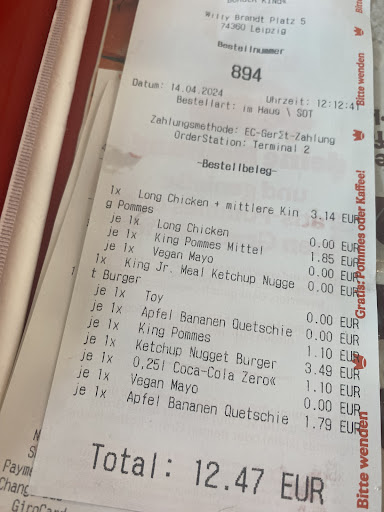 Willy Brandt Platz 5
74360 Leipzig
Bestellnummer
894
Datum: 14.04.2024 Uhrzeit: 12:12:41
Bestellart: im Haus \ SOT
Zahlungsmethode: EC-GerΣt-Zahlung
OrderStation: Terminal 2
-Bestellbeleg-
1x Long Chicken + mittlere Kin 3.14 EUR
g Pommes
je 1x Long Chicken 0.00 EUR
je 1x King Pommes Mittel 1.85 EUR
je 1x Vegan Mayo 0.00 EUR
1x King Jr. Meal Ketchup Nugge 0.00 EUR
t Burger
je 1x Toy 0.00 EUR
je 1x Apfel Bananen Quetschie 0.00 EUR
je 1x King Pommes 1.10 EUR
je 1x Ketchup Nugget Burger 3.49 EUR
je 1x 0,25l Coca-Cola Zero« 1.10 EUR
je 1x Vegan Mayo 0.00 EUR
je 1x Apfel Bananen Quetschie 1.79 EUR
Total: 12.47 EUR
Bitte wenden
Gratis: Pommes oder Kaffee!
Bitte wenden
GiroCard